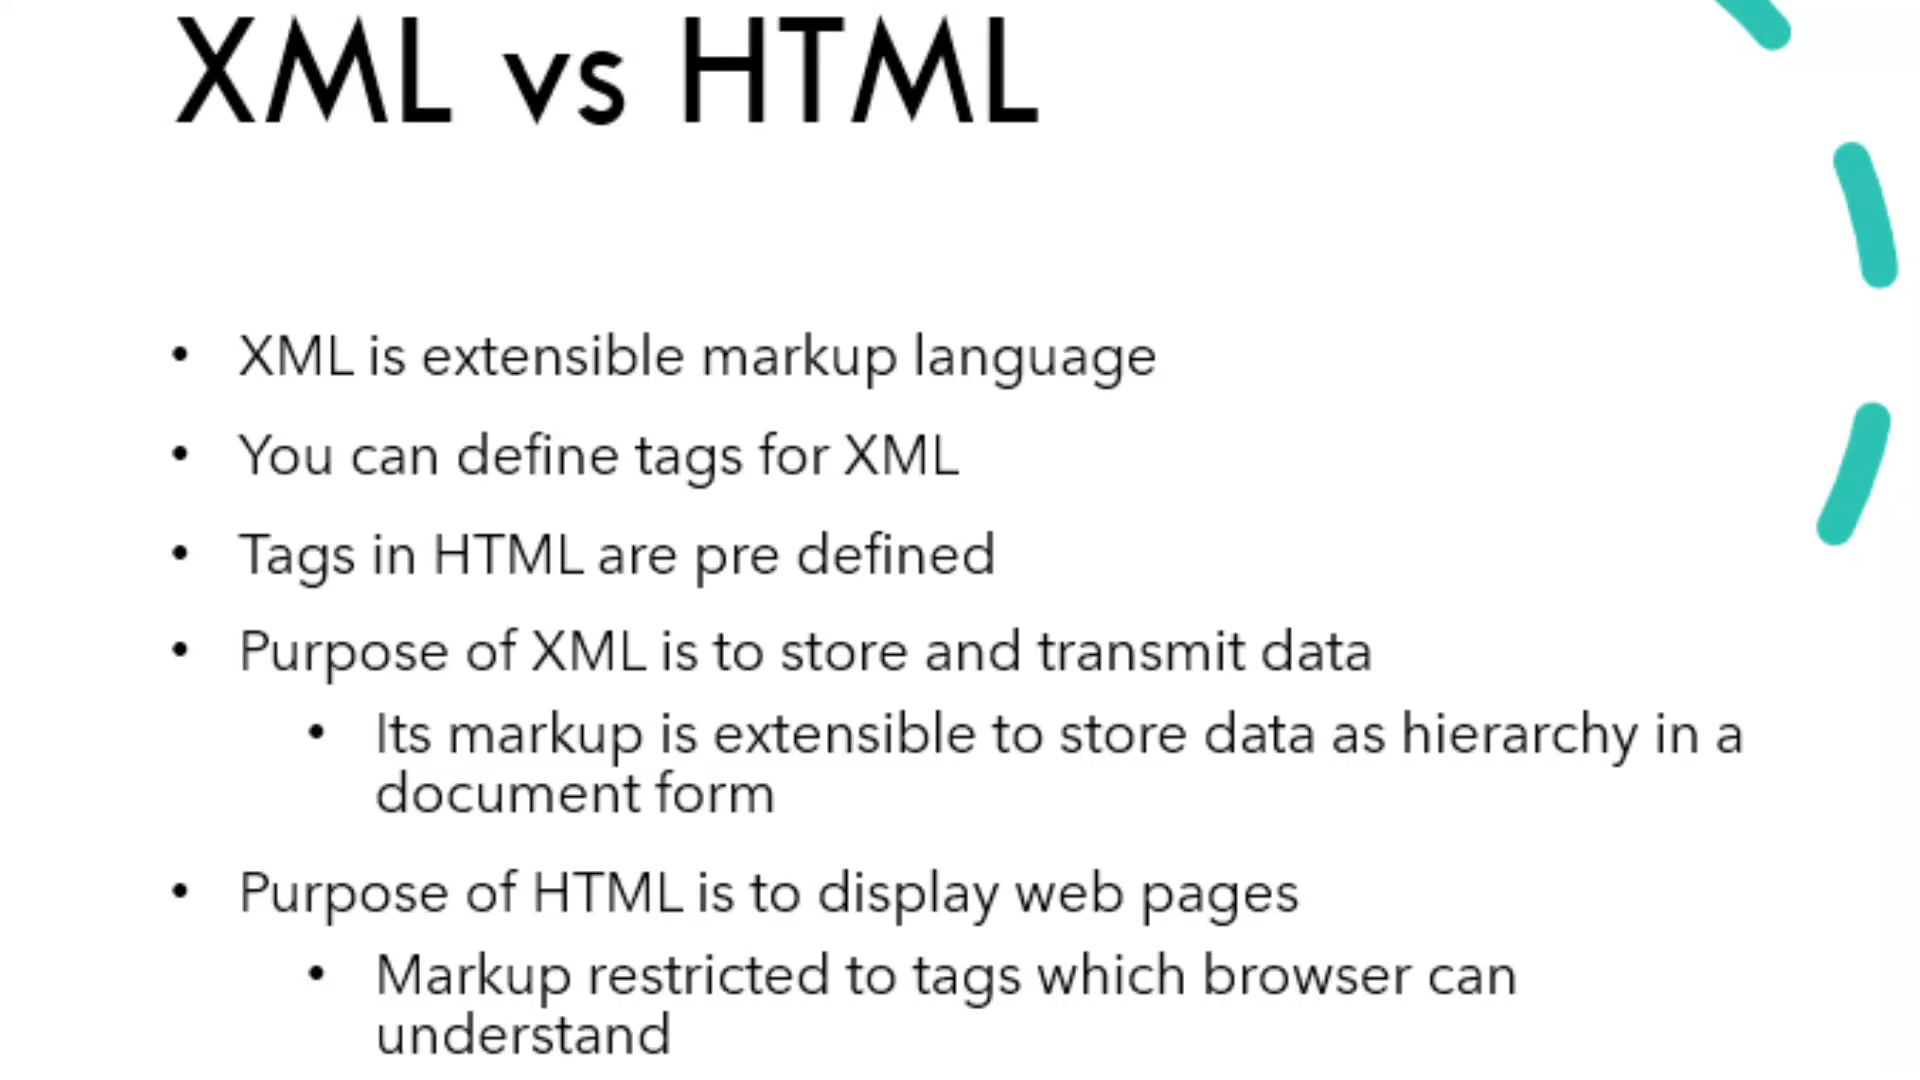 XML vs HTML
• XML is extensible markup language
• You can define tags for XML
• Tags in HTML are pre defined
• Purpose of XML is to store and transmit data
• Its markup is extensible to store data as hierarchy in a
document form
• Purpose of HTML is to display web pages
• Markup restricted to tags which browser can
understand